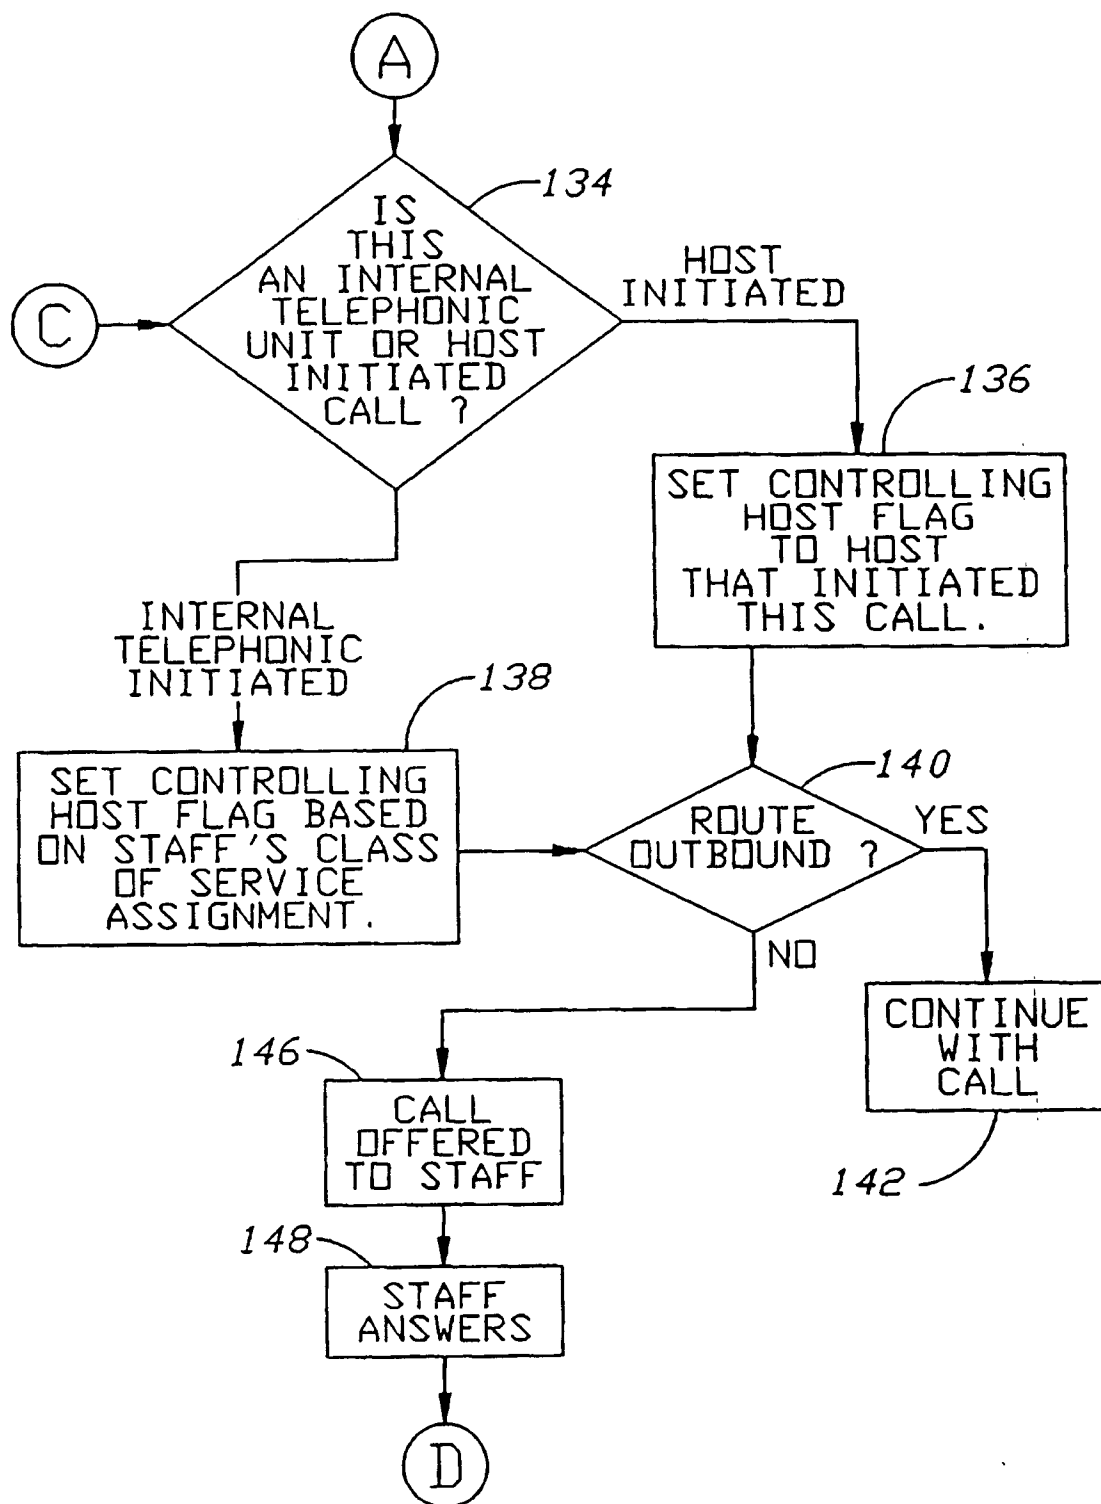 A
134
IS
THIS
AN INTERNAL
TELEPHONIC
UNIT OR HOST
INITIATED
CALL ?
HOST
INITIATED
C
136
SET CONTROLLING
HOST FLAG
TO HOST
THAT INITIATED
THIS CALL.
INTERNAL
TELEPHONIC
INITIATED
138
SET CONTROLLING
HOST FLAG BASED
ON STAFF'S CLASS
OF SERVICE
ASSIGNMENT.
140
ROUTE
OUTBOUND ?
YES
NO
CONTINUE
WITH
CALL
142
146
CALL
OFFERED
TO STAFF
148
STAFF
ANSWERS
D